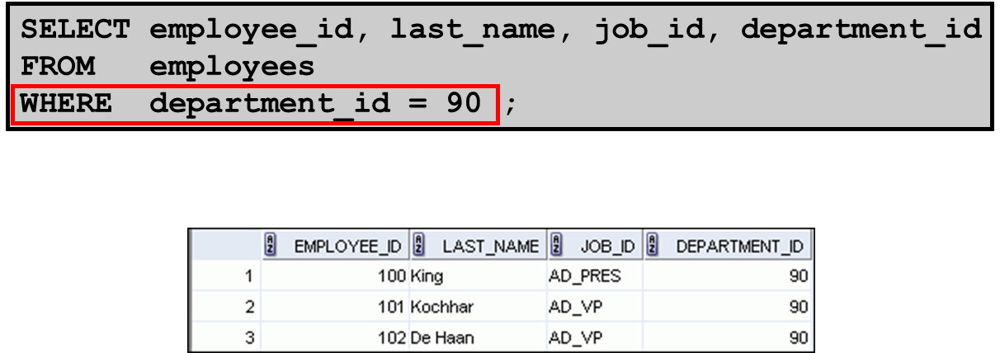 SELECT employee_id, last_name, job_id, department_id
FROM employees
WHERE department_id = 90 ;
EMPLOYEE_ID LAST_NAME JOB_ID DEPARTMENT_ID
1 100 King AD_PRES 90
2 101 Kochhar AD_VP 90
3 102 De Haan AD_VP 90